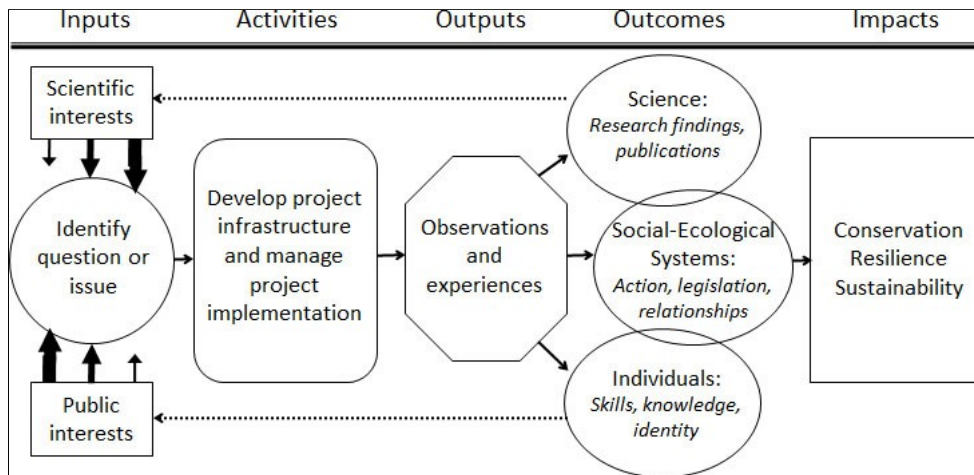 Inputs
Activities
Outputs
Outcomes
Impacts
Scientific
interests
Identify
question or
issue
Public
interests
Develop project
infrastructure
and manage
project
implementation
Observations
and
experiences
Science:
Research findings,
publications
Social-Ecological
Systems:
Action, legislation,
relationships
Individuals:
Skills, knowledge,
identity
Conservation
Resilience
Sustainability